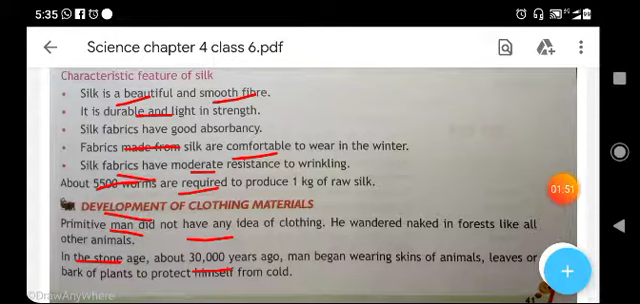 5:35
Science chapter 4 class 6.pdf
Characteristic feature of silk
• Silk is a beautiful and smooth fibre.
• It is durable and light in strength.
• Silk fabrics have good absorbancy.
• Fabrics made from silk are comfortable to wear in the winter.
• Silk fabrics have moderate resistance to wrinkling.
About 5500 worms are required to produce 1 kg of raw silk.
DEVELOPMENT OF CLOTHING MATERIALS
Primitive man did not have any idea of clothing. He wandered naked in forests like all
other animals.
In the stone age, about 30,000 years ago, man began wearing skins of animals, leaves or
bark of plants to protect himself from cold.
01:51
©DrawAnyWhere